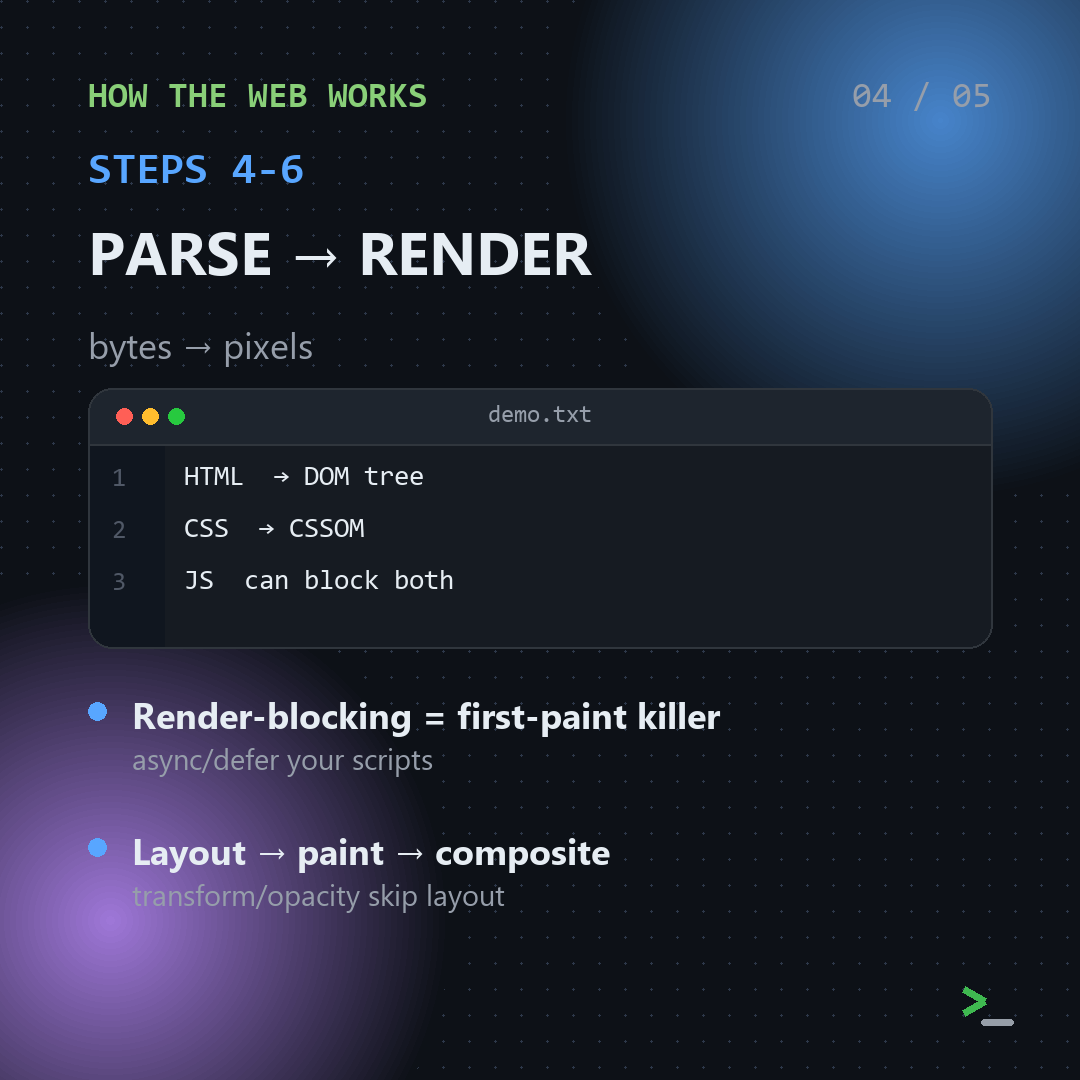 HOW THE WEB WORKS
04 / 05
STEPS 4-6
PARSE → RENDER
bytes → pixels
demo.txt
1 HTML  → DOM tree
2 CSS  → CSSOM
3 JS  can block both
Render-blocking = first-paint killer
async/defer your scripts
Layout → paint → composite
transform/opacity skip layout
>_